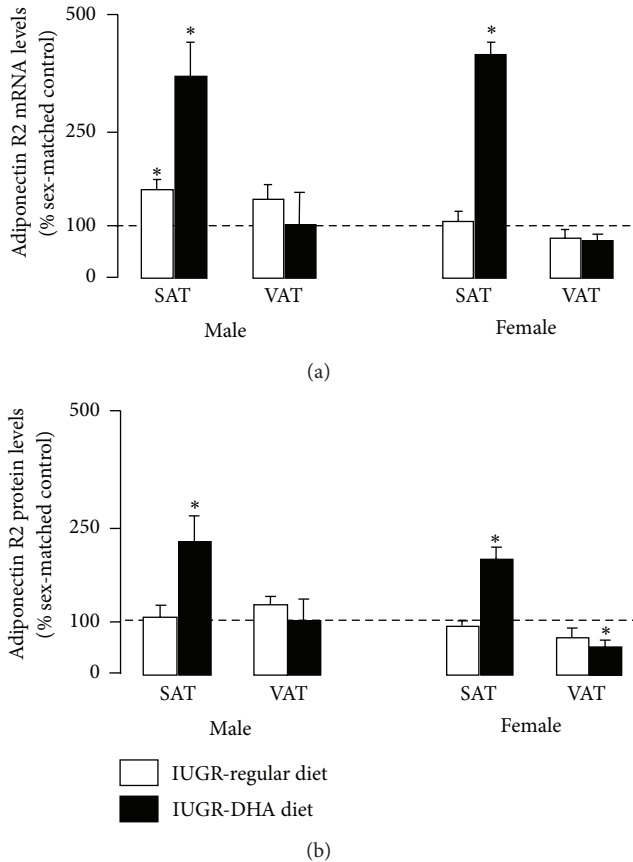 Adiponectin R2 mRNA levels
(% sex-matched control)
500
250
100
0
*
*
*
SAT
VAT
SAT
VAT
Male
Female
(a)
Adiponectin R2 protein levels
(% sex-matched control)
500
250
100
0
*
*
*
SAT
VAT
SAT
VAT
Male
Female
IUGR-regular diet
IUGR-DHA diet
(b)